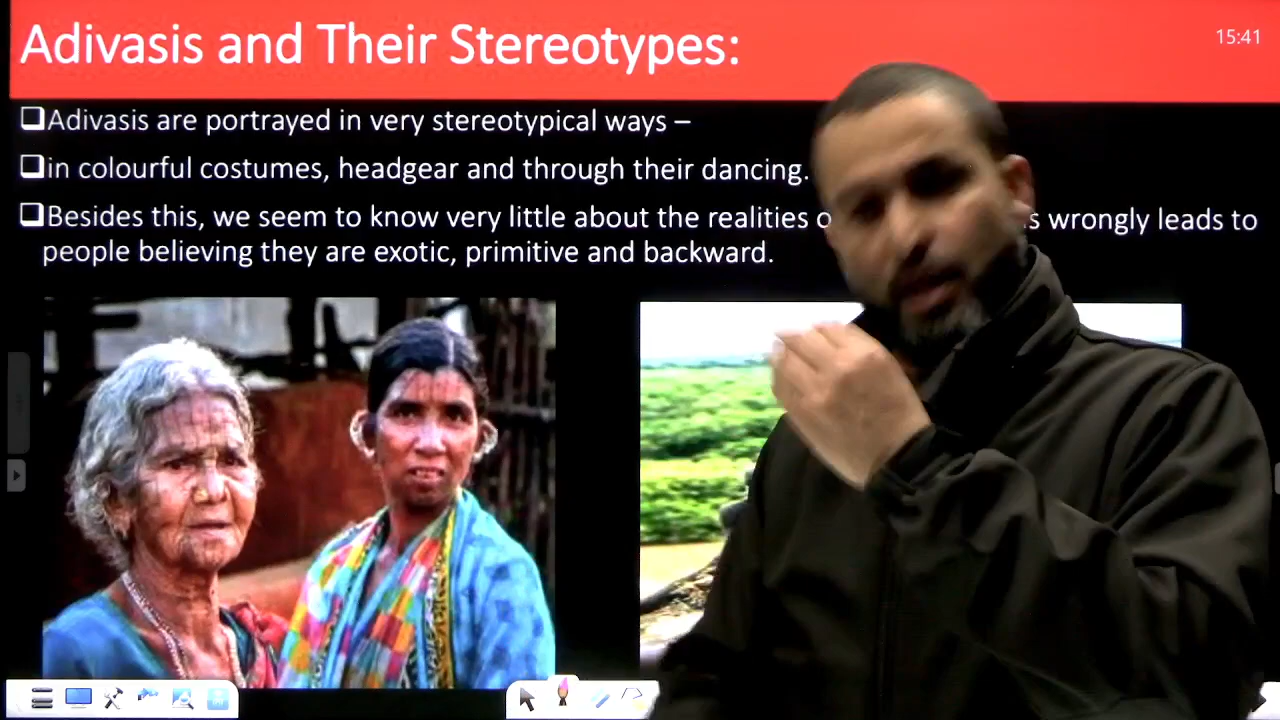 Adivasis and Their Stereotypes:
15:41
❑Adivasis are portrayed in very stereotypical ways –
❑in colourful costumes, headgear and through their dancing.
❑Besides this, we seem to know very little about the realities wrongly leads to
people believing they are exotic, primitive and backward.